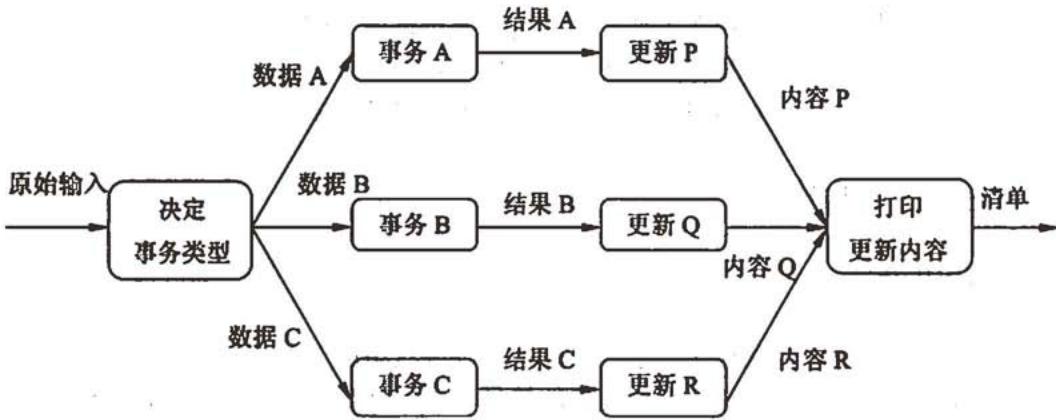 结果 A
事务 A
更新 P
数据 A
内容 P
原始输入
决定
事务类型
数据 B
事务 B
结果 B
更新 Q
打印
更新内容
清单
内容 Q
数据 C
结果 C
内容 R
事务 C
更新 R